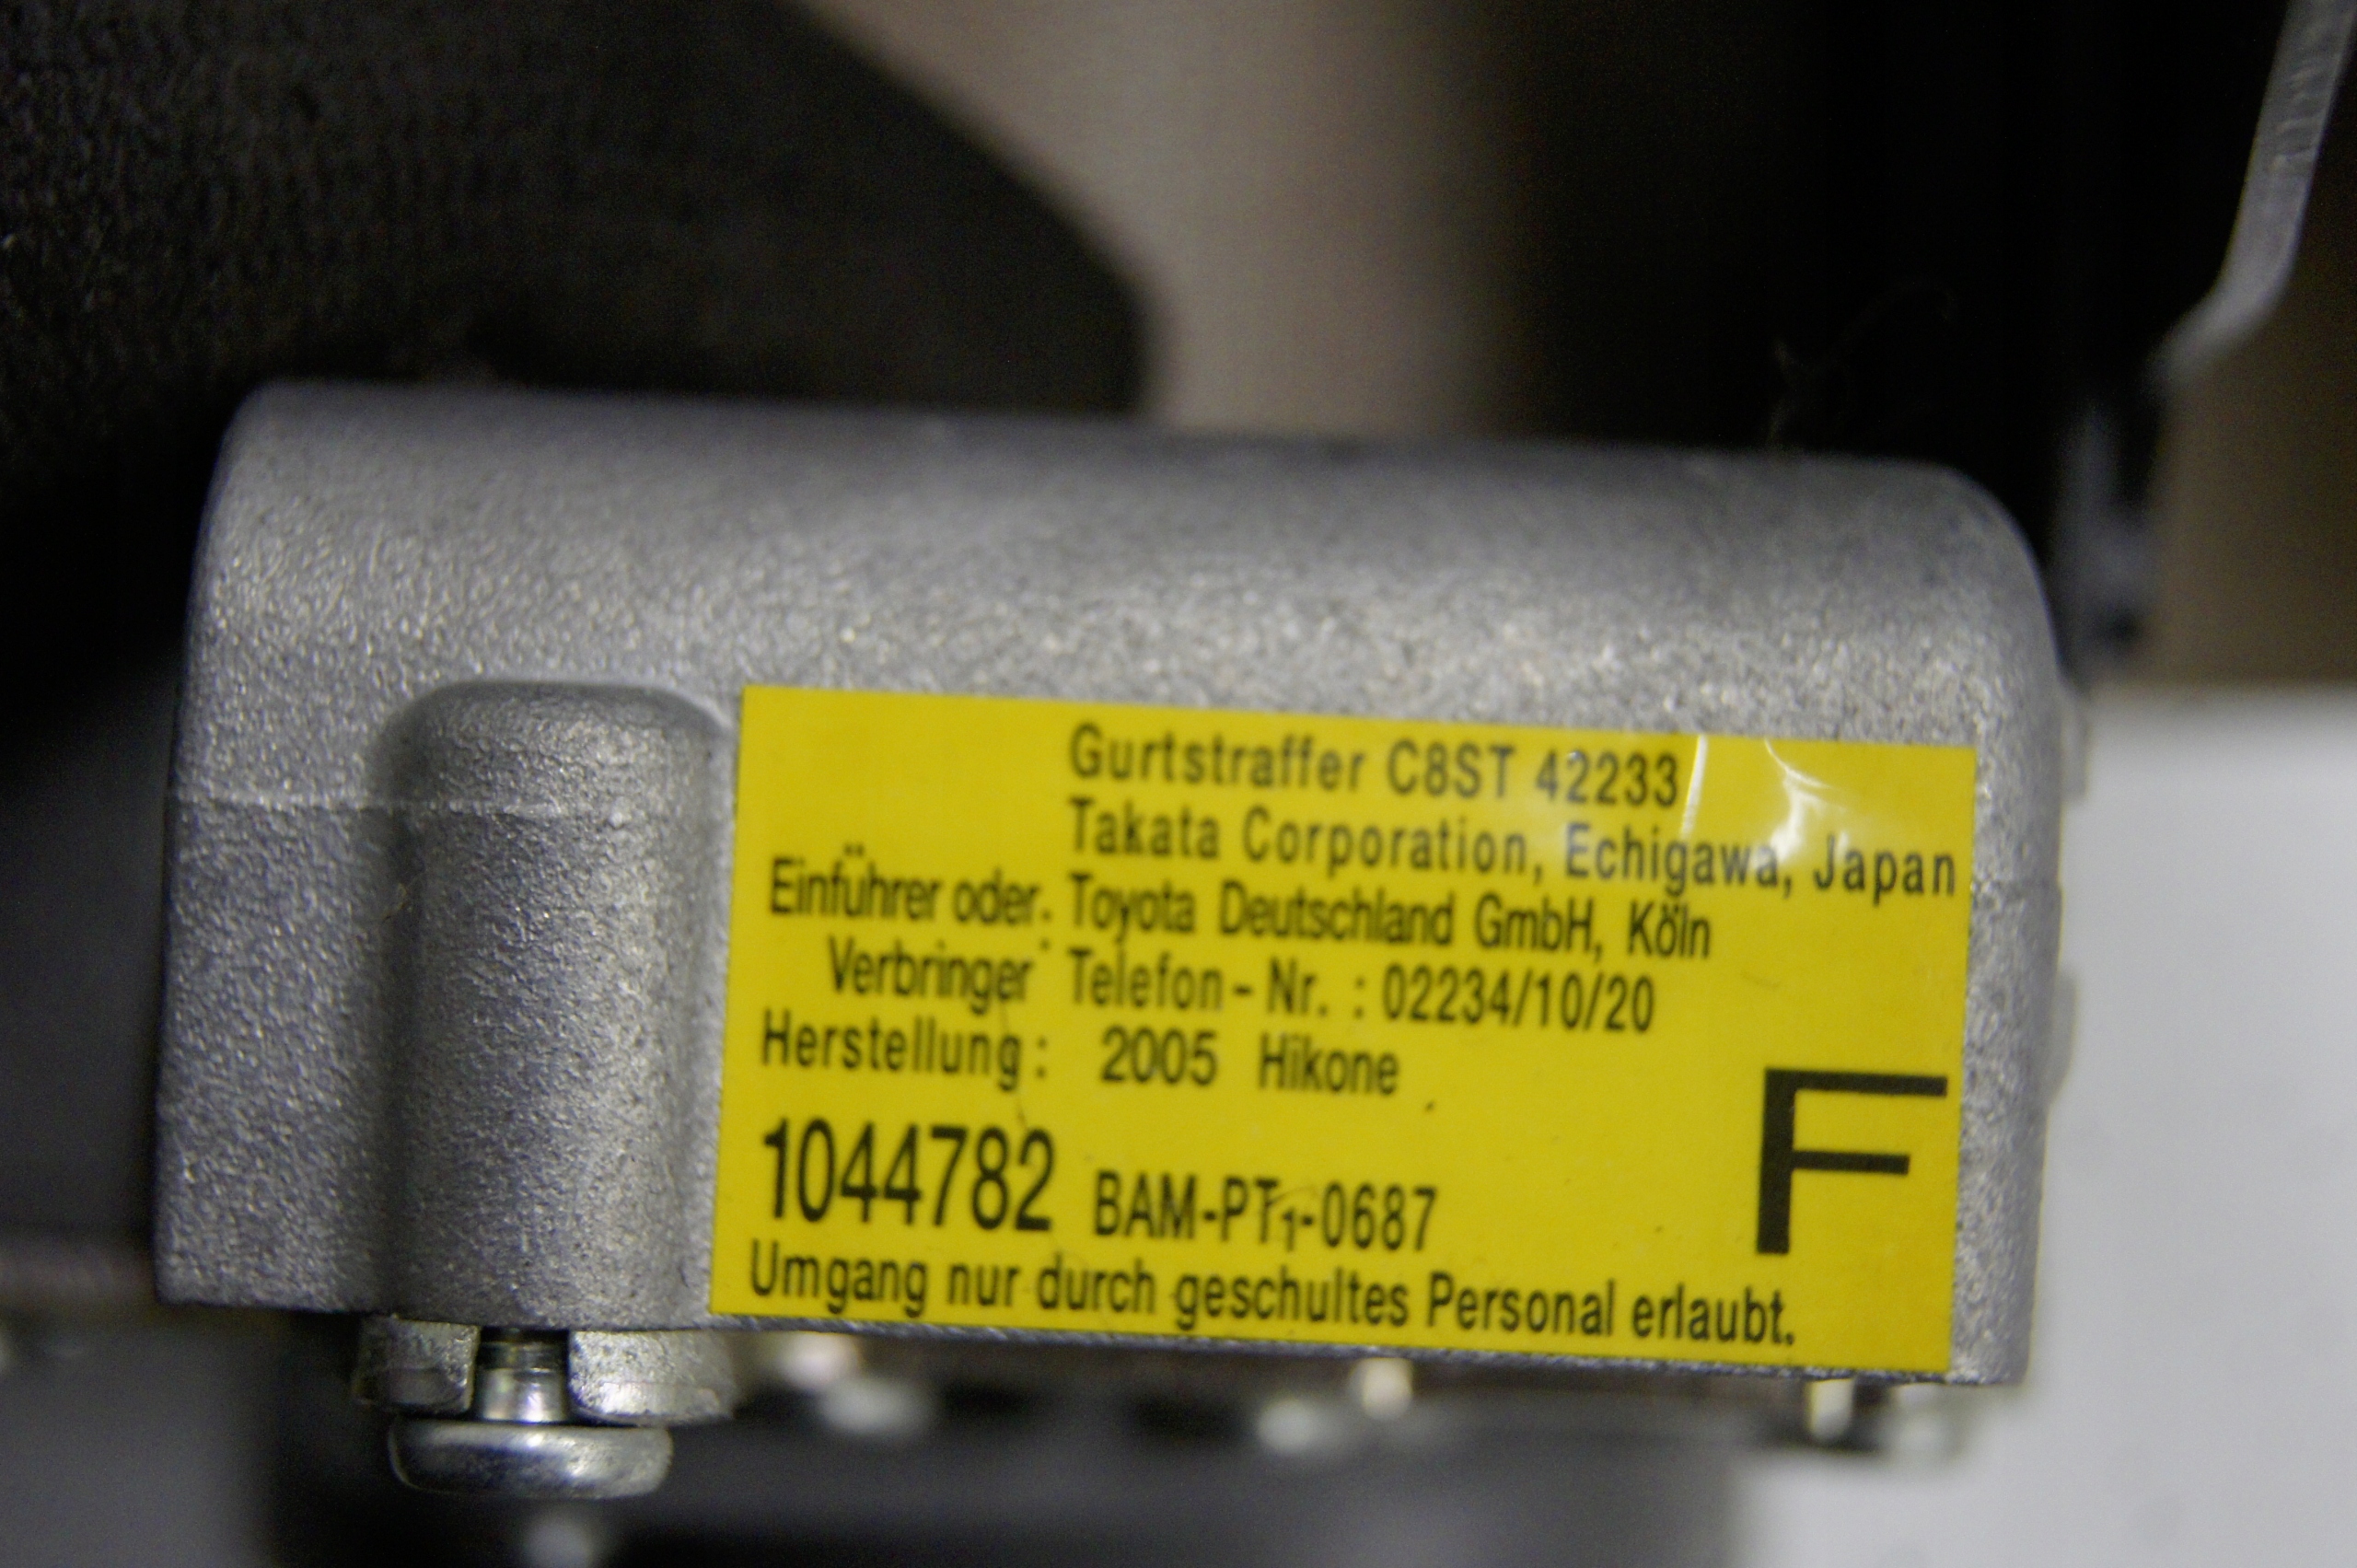 Gurtstraffer C8ST 42233
Takata Corporation, Echigawa, Japan
Einführer oder : Toyota Deutschland GmbH, Köln
Verbringer Telefon - Nr. : 02234/10/20
Herstellung : 2005 Hikone
1044782 BAM-PT1-0687 F
Umgang nur durch geschultes Personal erlaubt.